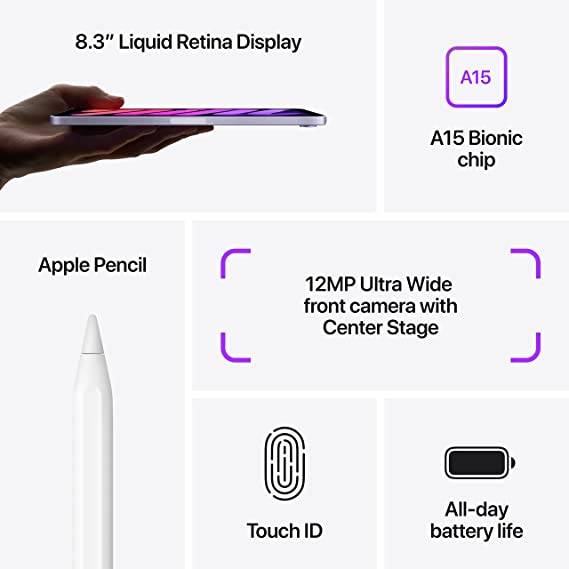 8.3” Liquid Retina Display
A15
A15 Bionic
chip
Apple Pencil
12MP Ultra Wide
front camera with
Center Stage
Touch ID
All-day
battery life